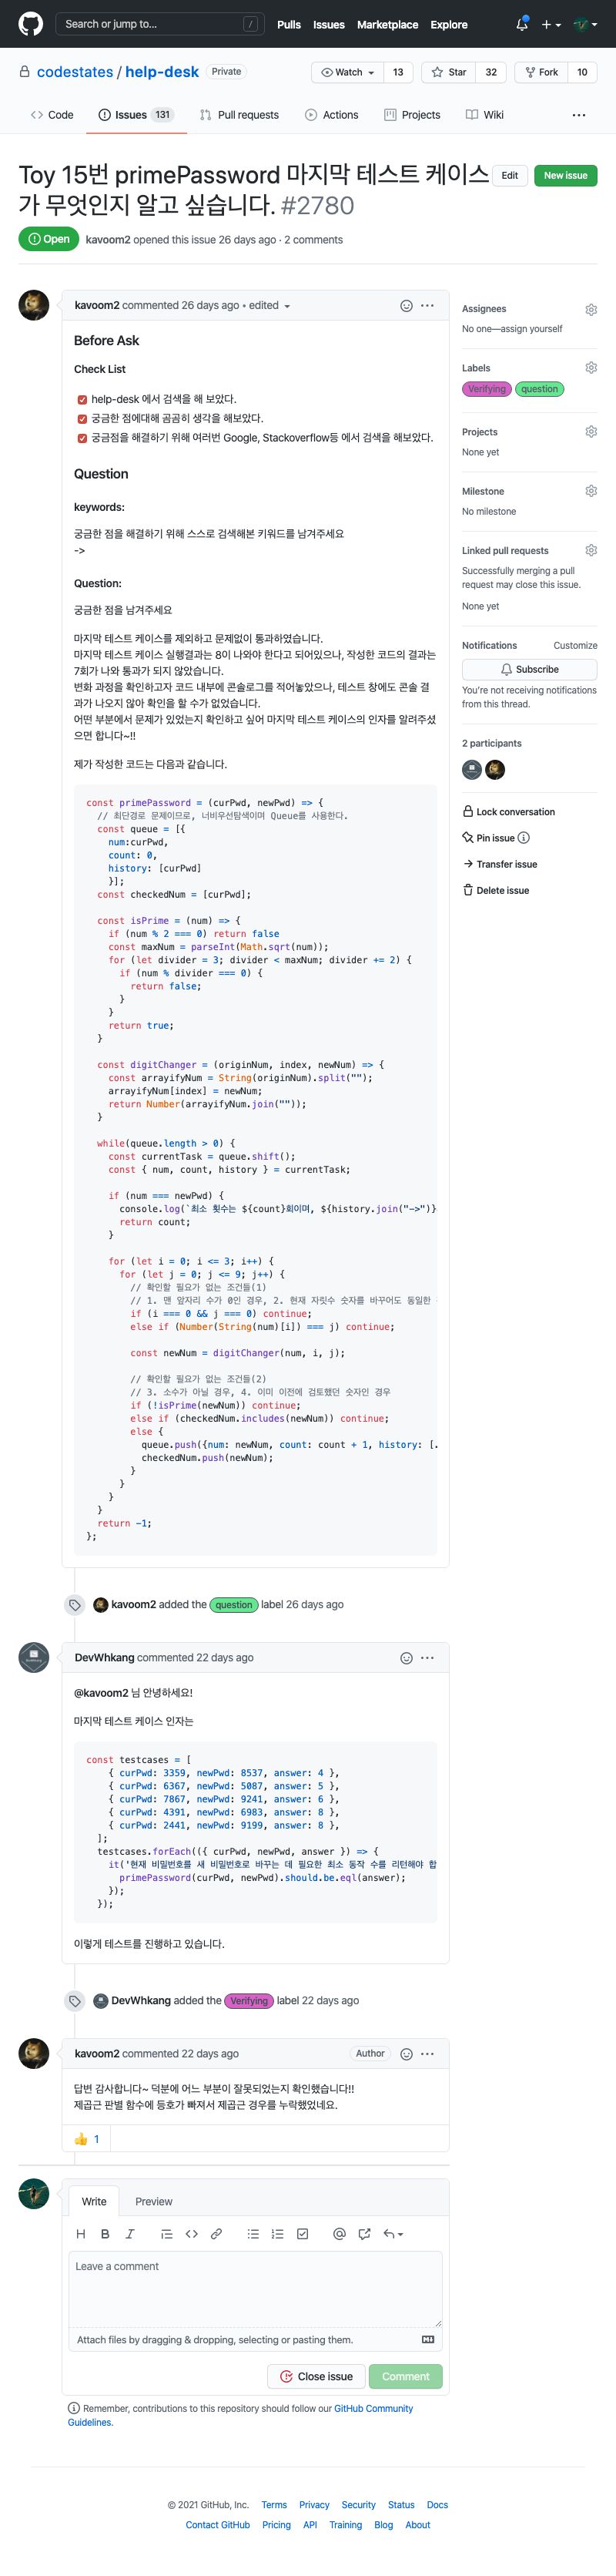 Search or jump to...
/
Pulls
Issues
Marketplace
Explore
codestates / help-desk
Private
Watch
13
Star
32
Fork
10
Code
Issues 131
Pull requests
Actions
Projects
Wiki
Toy 15번 primePassword 마지막 테스트 케이스
가 무엇인지 알고 싶습니다. #2780
Edit
New issue
Open
kavoom2 opened this issue 26 days ago · 2 comments
kavoom2 commented 26 days ago • edited
Before Ask
Check List
help-desk 에서 검색을 해 보았다.
궁금한 점에대해 곰곰히 생각을 해보았다.
궁금점을 해결하기 위해 여러번 Google, Stackoverflow등 에서 검색을 해보았다.
Question
keywords:
궁금한 점을 해결하기 위해 스스로 검색해본 키워드를 남겨주세요
->
Question:
궁금한 점을 남겨주세요
마지막 테스트 케이스를 제외하고 문제없이 통과하였습니다.
마지막 테스트 케이스 실행결과는 8이 나와야 한다고 되어있으나, 작성한 코드의 결과는
7회가 나와 통과가 되지 않았습니다.
변화 과정을 확인하고자 코드 내부에 콘솔로그를 적어놓았으나, 테스트 창에도 콘솔 결
과가 나오지 않아 확인을 할 수가 없었습니다.
어떤 부분에서 문제가 있었는지 확인하고 싶어 마지막 테스트 케이스의 인자를 알려주셨
으면 합니다~!!
제가 작성한 코드는 다음과 같습니다.
const primePassword = (curPwd, newPwd) => {
// 최단경로 문제이므로, 너비우선탐색이며 Queue를 사용한다.
const queue = [{
num:curPwd,
count: 0,
history: [curPwd]
}];
const checkedNum = [curPwd];
const isPrime = (num) => {
if (num % 2 === 0) return false
const maxNum = parseInt(Math.sqrt(num));
for (let divider = 3; divider < maxNum; divider += 2) {
if (num % divider === 0) {
return false;
}
}
return true;
}
const digitChanger = (originNum, index, newNum) => {
const arrayifyNum = String(originNum).split("");
arrayifyNum[index] = newNum;
return Number(arrayifyNum.join(""));
}
while(queue.length > 0) {
const currentTask = queue.shift();
const { num, count, history } = currentTask;
if (num === newPwd) {
console.log(`최소 횟수는 ${count}회이며, ${history.join("->")}
return count;
}
for (let i = 0; i <= 3; i++) {
for (let j = 0; j <= 9; j++) {
// 확인할 필요가 없는 조건들(1)
// 1. 맨 앞자리 수가 0인 경우, 2. 현재 자릿수 숫자를 바꾸어도 동일한
if (i === 0 && j === 0) continue;
else if (Number(String(num)[i]) === j) continue;
const newNum = digitChanger(num, i, j);
// 확인할 필요가 없는 조건들(2)
// 3. 소수가 아닐 경우, 4. 이미 이전에 검토했던 숫자인 경우
if (!isPrime(newNum)) continue;
else if (checkedNum.includes(newNum)) continue;
else {
queue.push({num: newNum, count: count + 1, history: [.
checkedNum.push(newNum);
}
}
}
}
return -1;
};
kavoom2 added the question label 26 days ago
DevWhkang commented 22 days ago
@kavoom2 님 안녕하세요!
마지막 테스트 케이스 인자는
const testcases = [
{ curPwd: 3359, newPwd: 8537, answer: 4 },
{ curPwd: 6367, newPwd: 5087, answer: 5 },
{ curPwd: 7867, newPwd: 9241, answer: 6 },
{ curPwd: 4391, newPwd: 6983, answer: 8 },
{ curPwd: 2441, newPwd: 9199, answer: 8 },
];
testcases.forEach(({ curPwd, newPwd, answer }) => {
it('현재 비밀번호를 새 비밀번호로 바꾸는 데 필요한 최소 동작 수를 리턴해야 합
primePassword(curPwd, newPwd).should.be.eql(answer);
});
});
이렇게 테스트를 진행하고 있습니다.
DevWhkang added the Verifying label 22 days ago
kavoom2 commented 22 days ago
Author
답변 감사합니다~ 덕분에 어느 부분이 잘못되었는지 확인했습니다!!
제곱근 판별 함수에 등호가 빠져서 제곱근 경우를 누락했었네요.
1
Write
Preview
Leave a comment
Attach files by dragging & dropping, selecting or pasting them.
Close issue
Comment
Remember, contributions to this repository should follow our GitHub Community
Guidelines.
Assignees
No one—assign yourself
Labels
Verifying
question
Projects
None yet
Milestone
No milestone
Linked pull requests
Successfully merging a pull
request may close this issue.
None yet
Notifications
Customize
Subscribe
You're not receiving notifications
from this thread.
2 participants
Lock conversation
Pin issue
Transfer issue
Delete issue
© 2021 GitHub, Inc.
Terms
Privacy
Security
Status
Docs
Contact GitHub
Pricing
API
Training
Blog
About